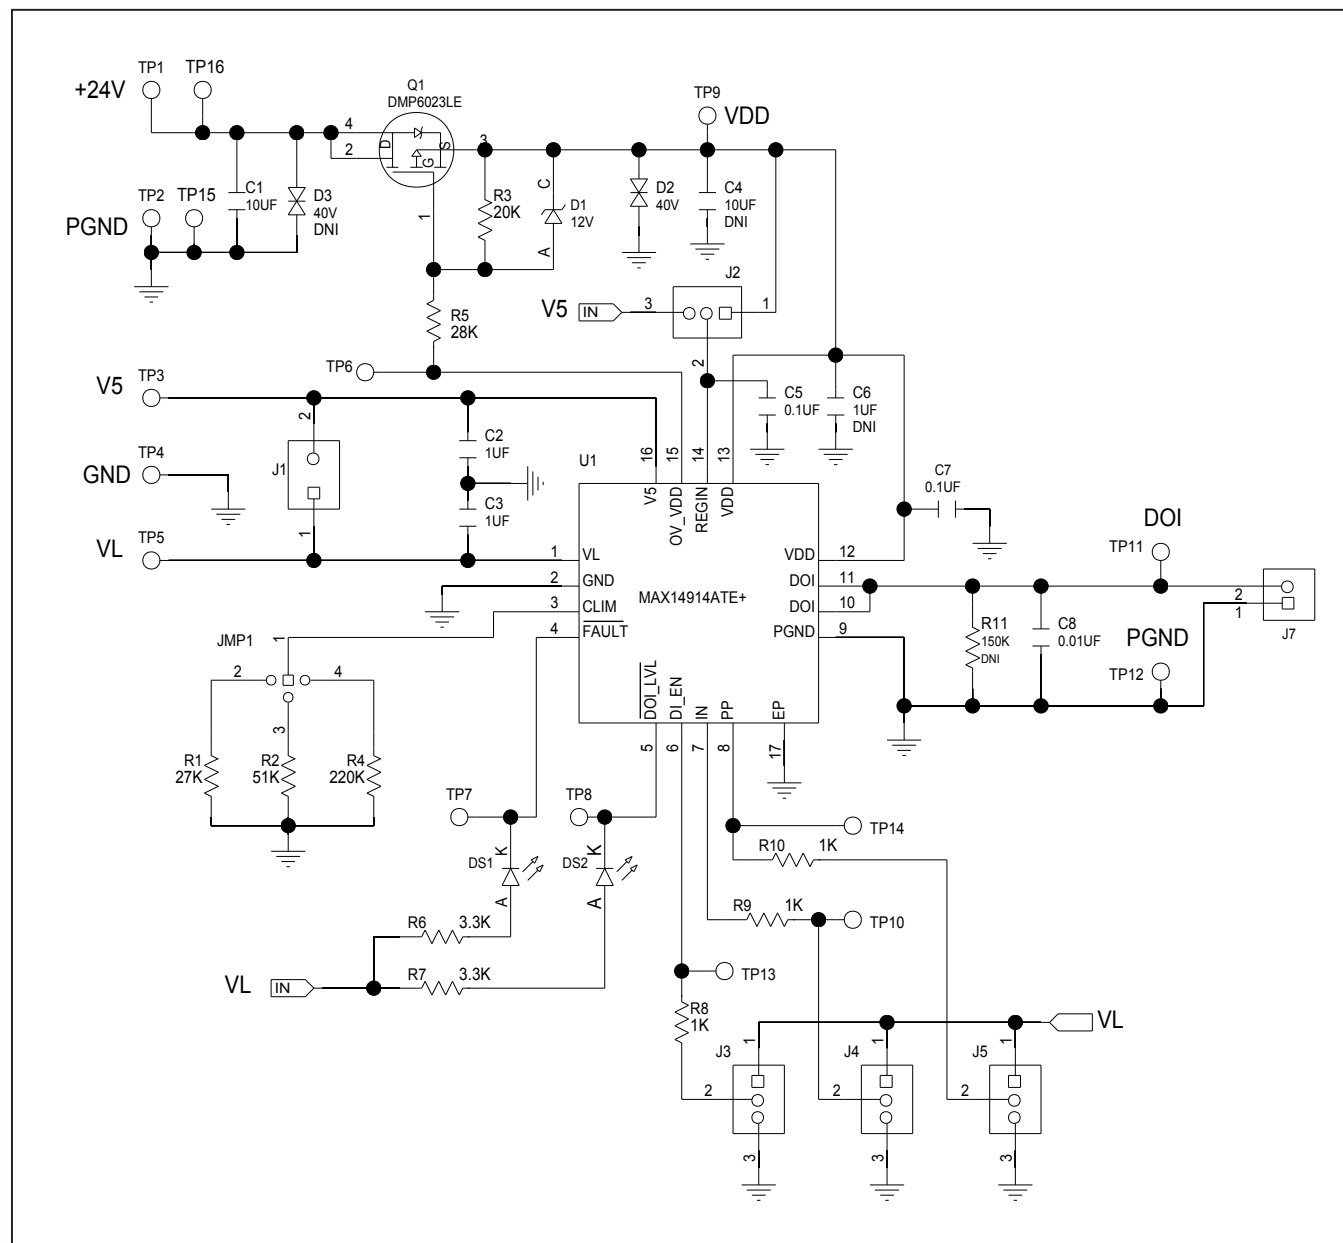 TP1
TP16
+24V
Q1
DMP6023LE
TP9
VDD
4
2
D
G
S
3
1
C1
10UF
D3
40V
DNI
R3
20K
C
A
D1
12V
D2
40V
C4
10UF
DNI
TP2
TP15
PGND
J2
V5
IN
3
1
2
R5
28K
TP6
C5
0.1UF
C6
1UF
DNI
V5
TP3
2
J1
1
C2
1UF
C3
1UF
TP4
GND
VL
TP5
U1
16
15
14
13
V5
OV_VDD
REGIN
VDD
C7
0.1UF
1
VL
2
GND
3
CLIM
4
FAULT
MAX14914ATE+
VDD
12
DOI
11
DOI
10
PGND
9
DOI
TP11
R11
150K
DNI
C8
0.01UF
PGND
TP12
2
1
J7
DOI_LVL
DI_EN
IN
PP
EP
5
6
7
8
17
JMP1
1
2
4
3
R1
27K
R2
51K
R4
220K
TP7
TP8
K
DS1
A
K
DS2
A
TP14
R10
1K
R9
1K
TP10
R6
3.3K
R7
3.3K
VL
IN
TP13
R8
1K
VL
J3
1
2
3
J4
1
2
3
J5
1
2
3